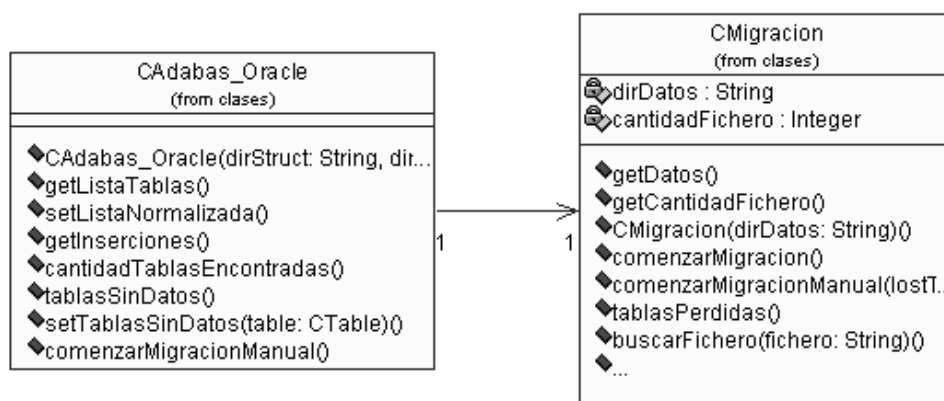 CAdabas_Oracle
(from clases)
CAdabas_Oracle(dirStruct: String, dir...
getListaTablas()
setListaNormalizada()
getInserciones()
cantidadTablasEncontradas()
tablasSinDatos()
setTablasSinDatos(table: CTable)()
comenzarMigracionManual()
1
1
CMigracion
(from clases)
dirDatos : String
cantidadFichero : Integer
getDatos()
getCantidadFichero()
CMigracion(dirDatos: String)()
comenzarMigracion()
comenzarMigracionManual(lostT...
tablasPerdidas()
buscarFichero(fichero: String)()
...